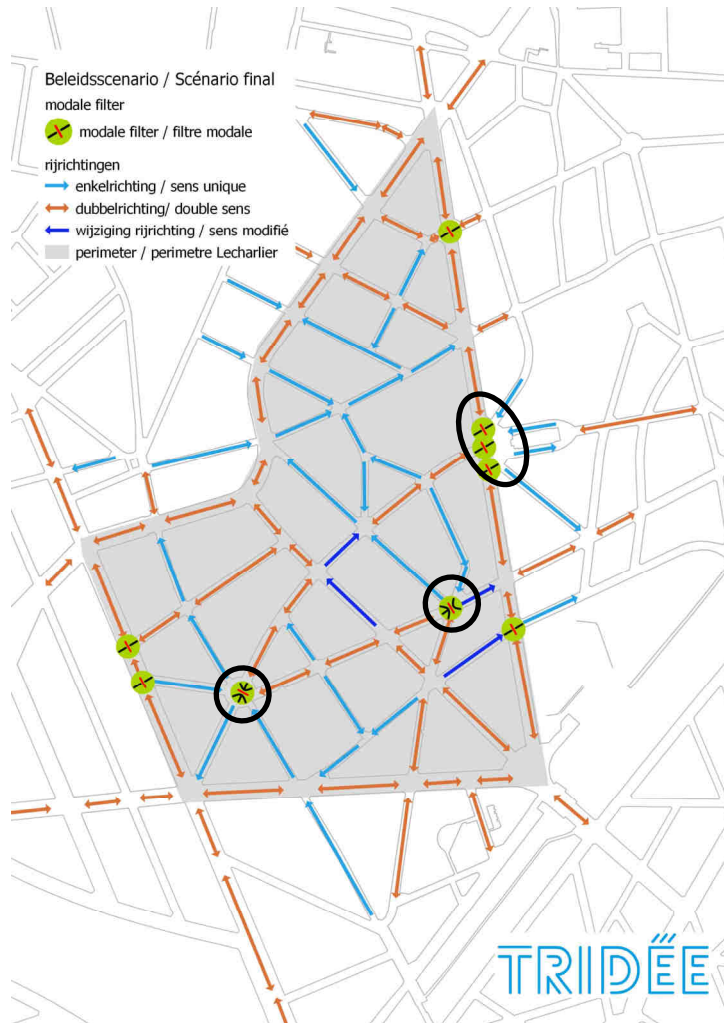 Beleidsscenario / Scénario final
modale filter
modale filter / filtre modale
rijrichtingen
enkelrichting / sens unique
dubbelrichting/ double sens
wijziging rijrichting / sens modifié
perimeter / perimetre Lecharlier
TRIDËE